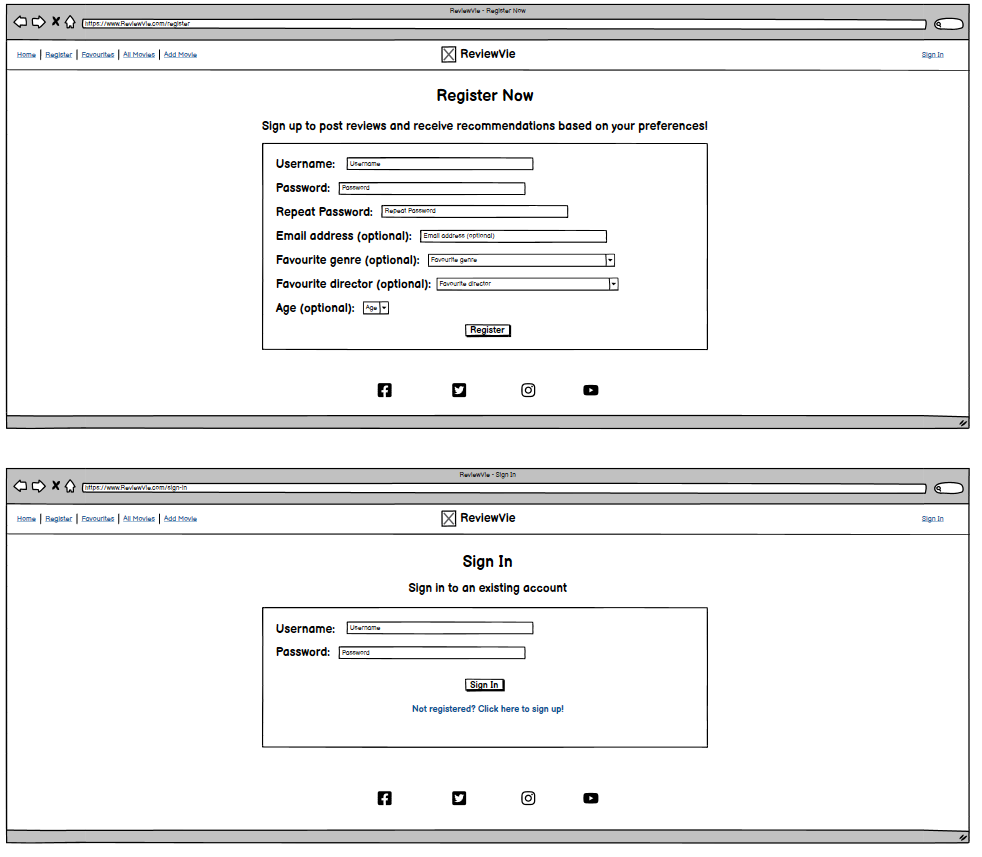 ReviewVie - Register Now
https://www.ReviewVie.com/register
Home | Register | Favourites | All Movies | Add Movie ReviewVie Sign In
Register Now
Sign up to post reviews and receive recommendations based on your preferences!
Username: Username
Password: Password
Repeat Password: Repeat Password
Email address (optional): Email address (optional)
Favourite genre (optional): Favourite genre
Favourite director (optional): Favourite director
Age (optional): Age
Register
ReviewVie - Sign In
https://www.ReviewVie.com/sign-in
Home | Register | Favourites | All Movies | Add Movie ReviewVie Sign In
Sign In
Sign in to an existing account
Username: Username
Password: Password
Sign In
Not registered? Click here to sign up!